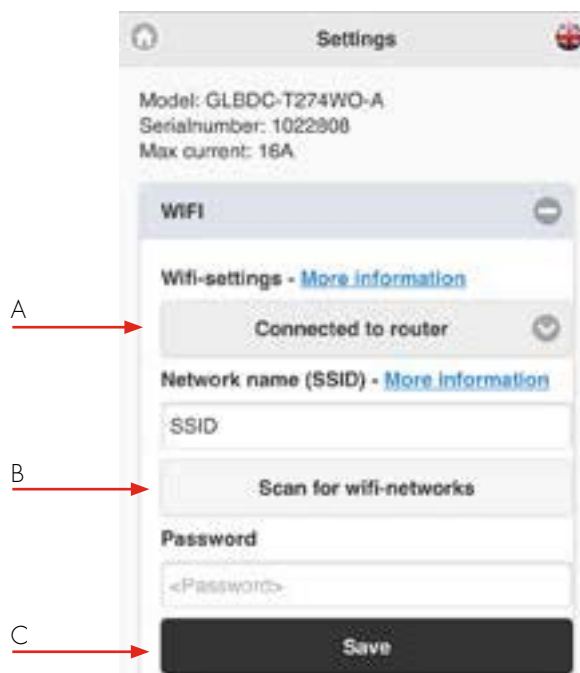 Settings
Model: GLBDC-T274WO-A
Serialnumber: 1022808
Max current: 16A
WIFI
Wifi-settings - More information
A
Connected to router
Network name (SSID) - More Information
SSID
B
Scan for wifi-networks
Password
<Password>
C
Save